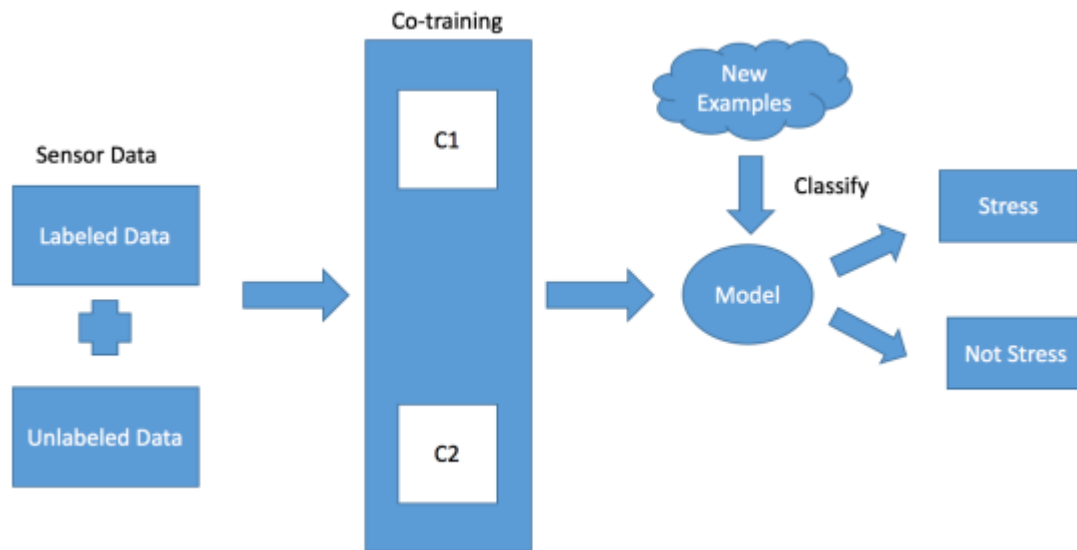 Co-training
New
Examples
C1
Sensor Data
Classify
Labeled Data
Stress
Model
Not Stress
Unlabeled Data
C2